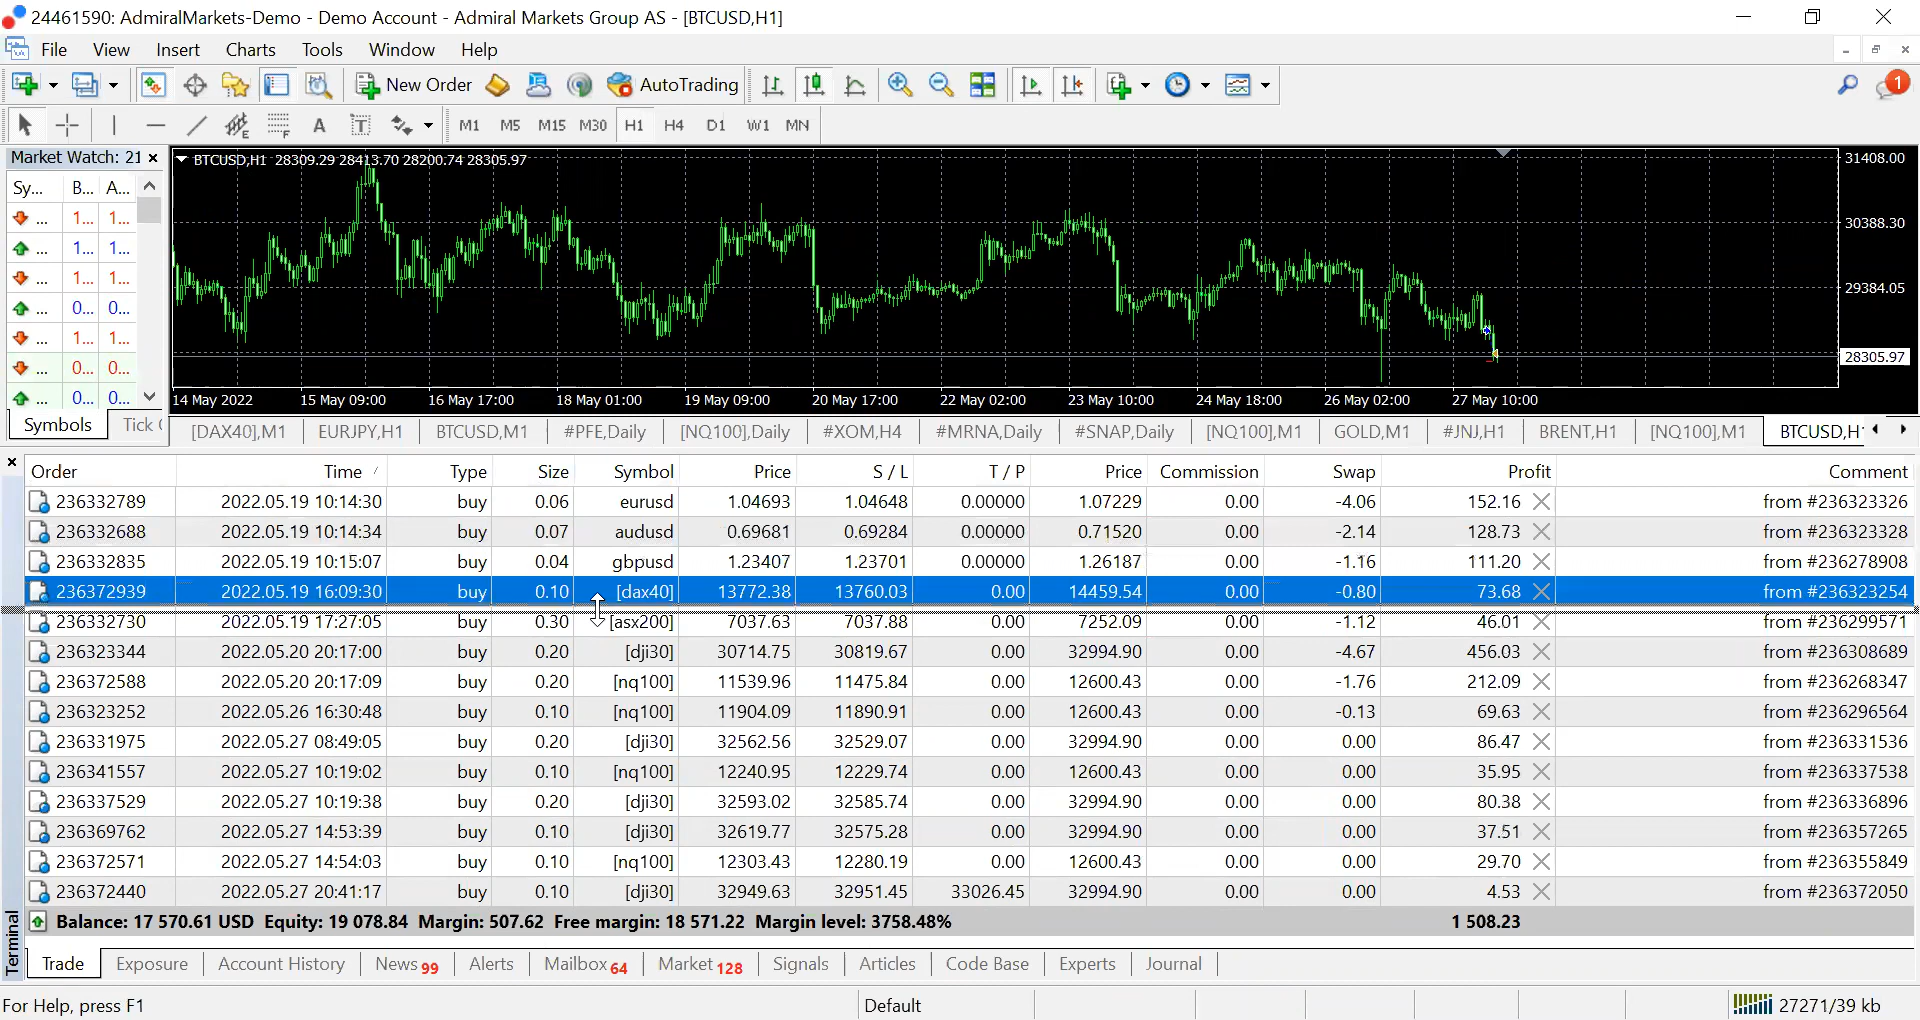 24461590: AdmiralMarkets-Demo - Demo Account - Admiral Markets Group AS - [BTCUSD,H1]
File View Insert Charts Tools Window Help
New Order AutoTrading 1
A T M1 M5 M15 M30 H1 H4 D1 W1 MN
Market Watch: 21
Sy... B... A...
... 1... 1...
... 1... 1...
... 1... 1...
... 0... 0...
... 1... 1...
... 0... 0...
... 0... 0...
Symbols Tick
BTCUSD,H1 28309.29 28413.70 28200.74 28305.97
31408.00
30388.30
29384.05
28305.97
14 May 2022 15 May 09:00 16 May 17:00 18 May 01:00 19 May 09:00 20 May 17:00 22 May 02:00 23 May 10:00 24 May 18:00 26 May 02:00 27 May 10:00
[DAX40],M1 EURJPY,H1 BTCUSD,M1 #PFE,Daily [NQ100],Daily #XOM,H4 #MRNA,Daily #SNAP,Daily [NQ100],M1 GOLD,M1 #JNJ,H1 BRENT,H1 [NQ100],M1 BTCUSD,H1
Order Time / Type Size Symbol Price S / L T / P Price Commission Swap Profit Comment
236332789 2022.05.19 10:14:30 buy 0.06 eurusd 1.04693 1.04648 0.00000 1.07229 0.00 -4.06 152.16 from #236323326
236332688 2022.05.19 10:14:34 buy 0.07 audusd 0.69681 0.69284 0.00000 0.71520 0.00 -2.14 128.73 from #236323328
236332835 2022.05.19 10:15:07 buy 0.04 gbpusd 1.23407 1.23701 0.00000 1.26187 0.00 -1.16 111.20 from #236278908
236372939 2022.05.19 16:09:30 buy 0.10 [dax40] 13772.38 13760.03 0.00 14459.54 0.00 -0.80 73.68 from #236323254
236332730 2022.05.19 17:27:05 buy 0.30 [asx200] 7037.63 7037.88 0.00 7252.09 0.00 -1.12 46.01 from #236299571
236323344 2022.05.20 20:17:00 buy 0.20 [dji30] 30714.75 30819.67 0.00 32994.90 0.00 -4.67 456.03 from #236308689
236372588 2022.05.20 20:17:09 buy 0.20 [nq100] 11539.96 11475.84 0.00 12600.43 0.00 -1.76 212.09 from #236268347
236323252 2022.05.26 16:30:48 buy 0.10 [nq100] 11904.09 11890.91 0.00 12600.43 0.00 -0.13 69.63 from #236296564
236331975 2022.05.27 08:49:05 buy 0.20 [dji30] 32562.56 32529.07 0.00 32994.90 0.00 0.00 86.47 from #236331536
236341557 2022.05.27 10:19:02 buy 0.10 [nq100] 12240.95 12229.74 0.00 12600.43 0.00 0.00 35.95 from #236337538
236337529 2022.05.27 10:19:38 buy 0.20 [dji30] 32593.02 32585.74 0.00 32994.90 0.00 0.00 80.38 from #236336896
236369762 2022.05.27 14:53:39 buy 0.10 [dji30] 32619.77 32575.28 0.00 32994.90 0.00 0.00 37.51 from #236357265
236372571 2022.05.27 14:54:03 buy 0.10 [nq100] 12303.43 12280.19 0.00 12600.43 0.00 0.00 29.70 from #236355849
236372440 2022.05.27 20:41:17 buy 0.10 [dji30] 32949.63 32951.45 33026.45 32994.90 0.00 0.00 4.53 from #236372050
Balance: 17 570.61 USD Equity: 19 078.84 Margin: 507.62 Free margin: 18 571.22 Margin level: 3758.48% 1 508.23
Terminal
Trade Exposure Account History News 99 Alerts Mailbox 64 Market 128 Signals Articles Code Base Experts Journal
For Help, press F1 Default 27271/39 kb